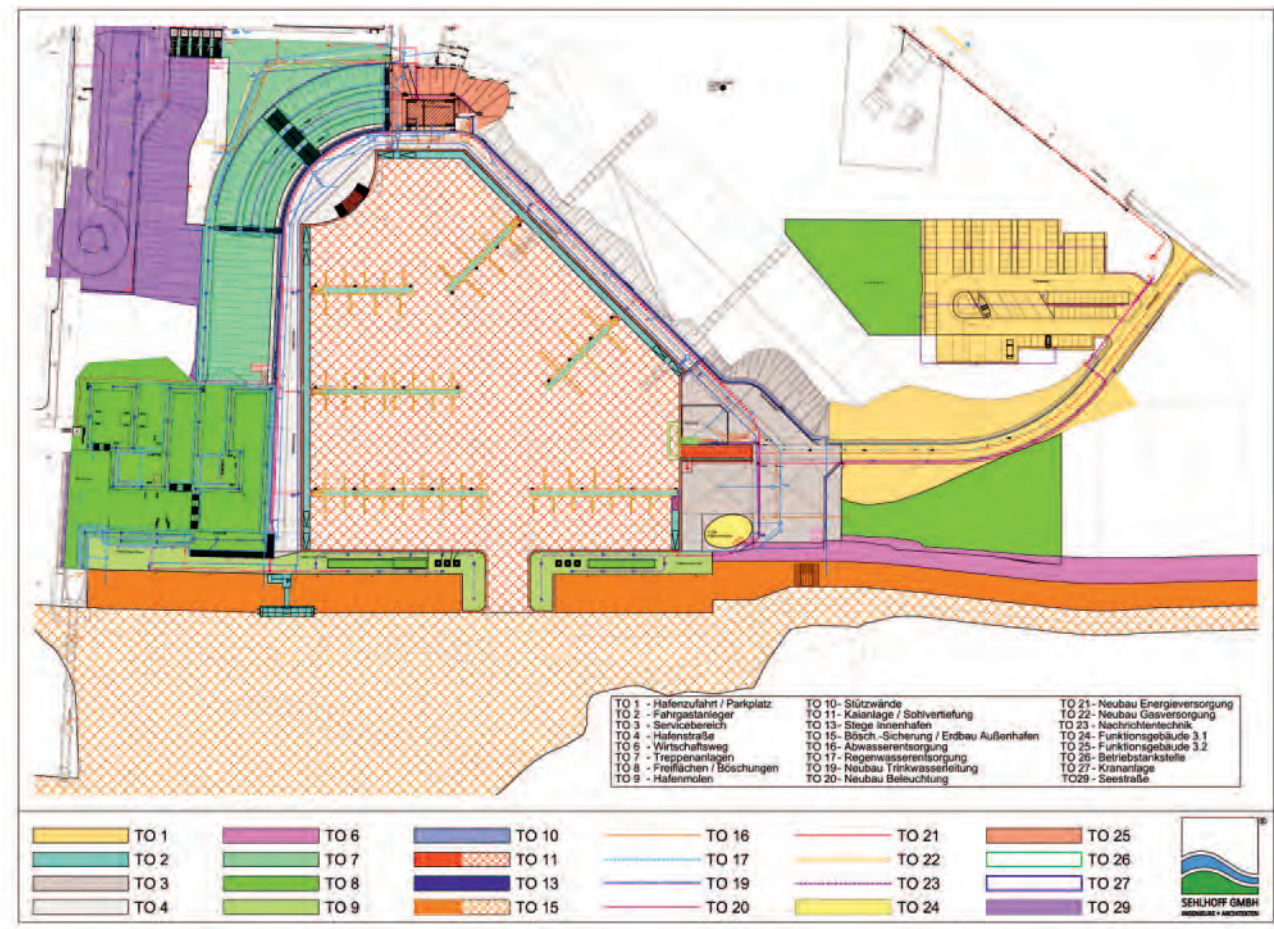 TO 1 - Hafenzufahrt / Parkplatz
TO 2 - Fahrgastanleger
TO 3 - Servicebereich
TO 4 - Hafenstraße
TO 6 - Wirtschaftsweg
TO 7 - Treppenanlagen
TO 8 - Freiflächen / Böschungen
TO 9 - Hafenmolen
TO 10- Stützwände
TO 11- Kaianlage / Sohlvertiefung
TO 13- Stege Innenhafen
TO 15- Bösch.-Sicherung / Erdbau Außenhafen
TO 16- Abwasserentsorgung
TO 17- Regenwasserentsorgung
TO 19- Neubau Trinkwasserleitung
TO 20- Neubau Beleuchtung
TO 21- Neubau Energieversorgung
TO 22- Neubau Gasversorgung
TO 23- Nachrichtentechnik
TO 24- Funktionsgebäude 3.1
TO 25- Funktionsgebäude 3.2
TO 26- Betriebstankstelle
TO 27- Krananlage
TO29 - Seestraße
TO 1
TO 2
TO 3
TO 4
TO 6
TO 7
TO 8
TO 9
TO 10
TO 11
TO 13
TO 15
TO 16
TO 17
TO 19
TO 20
TO 21
TO 22
TO 23
TO 24
TO 25
TO 26
TO 27
TO 29
®
SEHLHOFF GMBH
INGENIEURE + ARCHITEKTEN